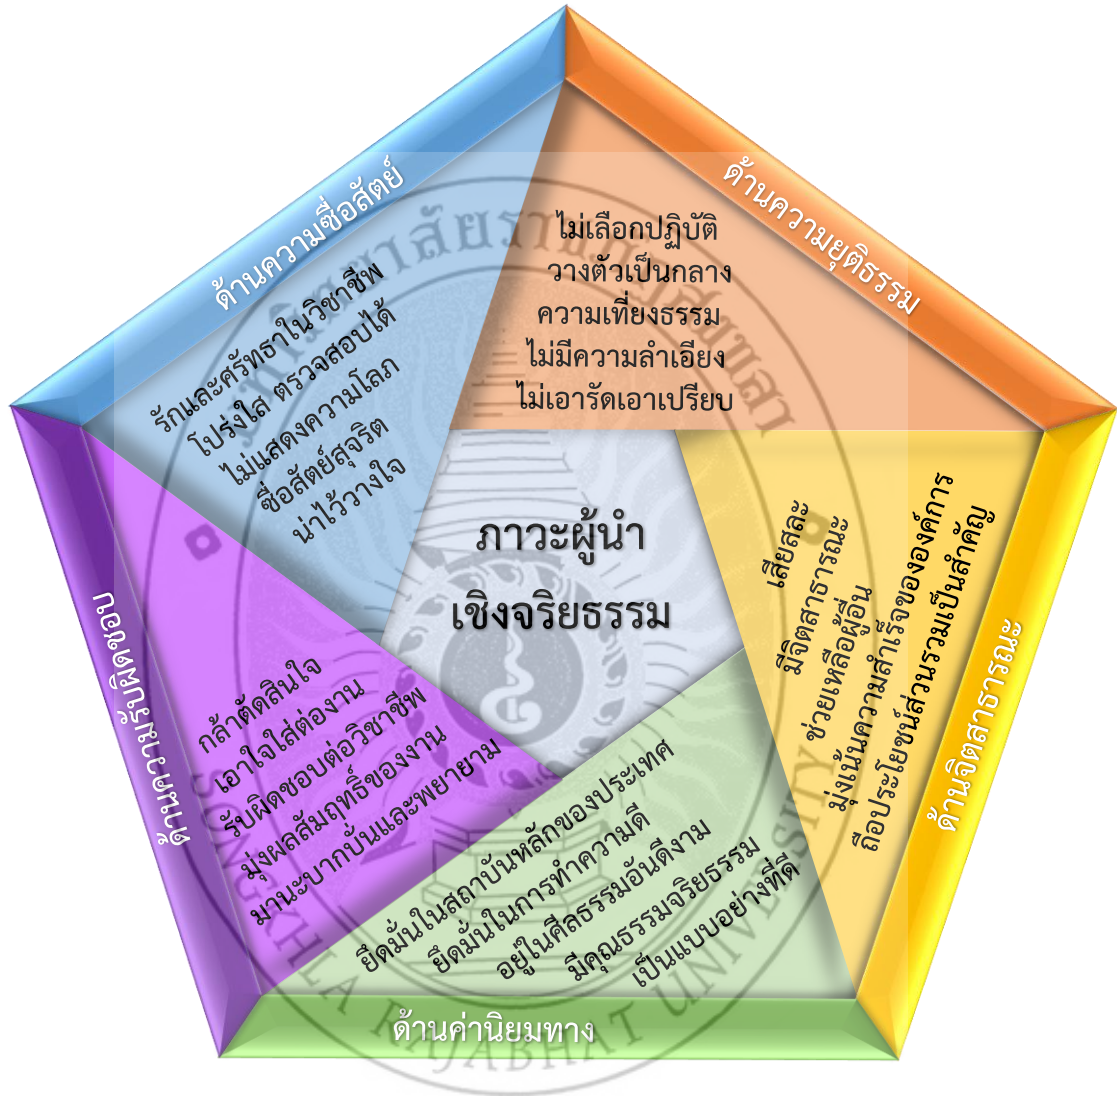 ภาวะผู้นำ
เชิงจริยธรรม
ด้านความซื่อสัตย์
รักและศรัทธาในวิชาชีพ
โปร่งใส ตรวจสอบได้
ไม่แสดงความโลภ
ซื่อสัตย์สุจริต
น่าไว้วางใจ
ด้านความยุติธรรม
ไม่เลือกปฏิบัติ
วางตัวเป็นกลาง
ความเที่ยงธรรม
ไม่มีความลำเอียง
ไม่เอารัดเอาเปรียบ
ด้านจิตสาธารณะ
เสียสละ
มีจิตสาธารณะ
ช่วยเหลือผู้อื่น
มุ่งเน้นความสำเร็จขององค์การ
ถือประโยชน์ส่วนรวมเป็นสำคัญ
ด้านค่านิยมทาง
ยึดมั่นในสถาบันหลักของประเทศ
ยึดมั่นในการทำความดี
อยู่ในศีลธรรมอันดีงาม
มีคุณธรรมจริยธรรม
เป็นแบบอย่างที่ดี
ด้านความรับผิดชอบ
กล้าตัดสินใจ
เอาใจใส่ต่องาน
รับผิดชอบต่อวิชาชีพ
มุ่งผลสัมฤทธิ์ของงาน
มานะบากบั่นและพยายาม
มหาวิทยาลัยราชภัฏสงขลา
SONGKHLA RAJABHAT UNIVERSITY